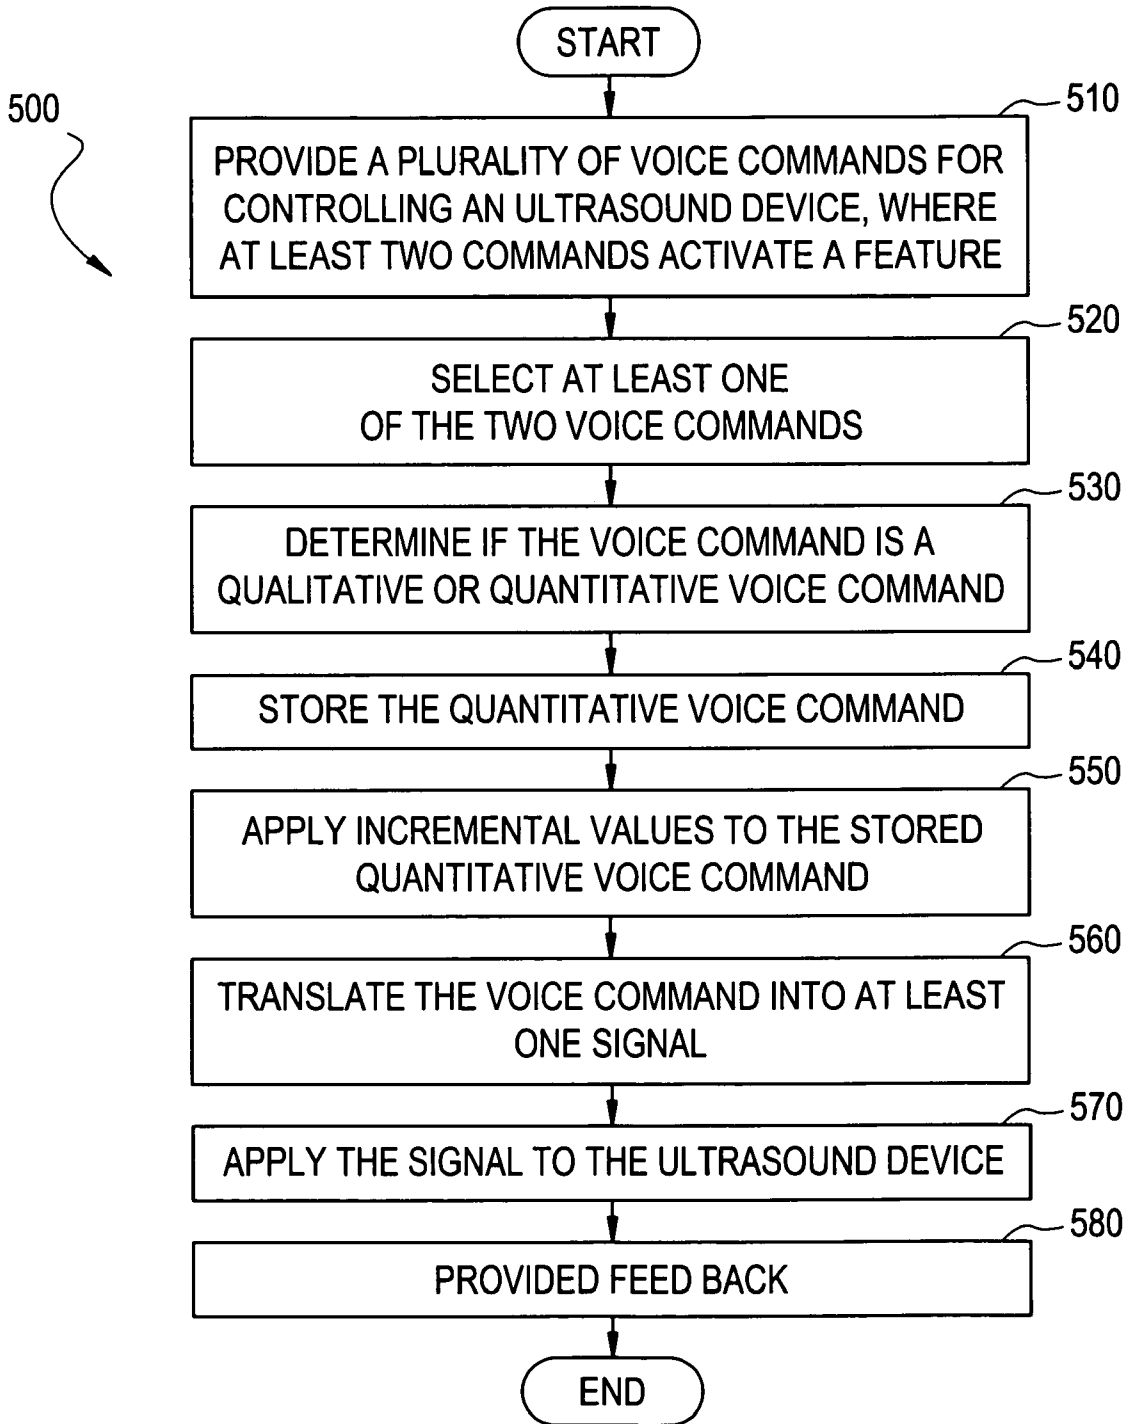 START
500
510
PROVIDE A PLURALITY OF VOICE COMMANDS FOR
CONTROLLING AN ULTRASOUND DEVICE, WHERE
AT LEAST TWO COMMANDS ACTIVATE A FEATURE
520
SELECT AT LEAST ONE
OF THE TWO VOICE COMMANDS
530
DETERMINE IF THE VOICE COMMAND IS A
QUALITATIVE OR QUANTITATIVE VOICE COMMAND
540
STORE THE QUANTITATIVE VOICE COMMAND
550
APPLY INCREMENTAL VALUES TO THE STORED
QUANTITATIVE VOICE COMMAND
560
TRANSLATE THE VOICE COMMAND INTO AT LEAST
ONE SIGNAL
570
APPLY THE SIGNAL TO THE ULTRASOUND DEVICE
580
PROVIDED FEED BACK
END